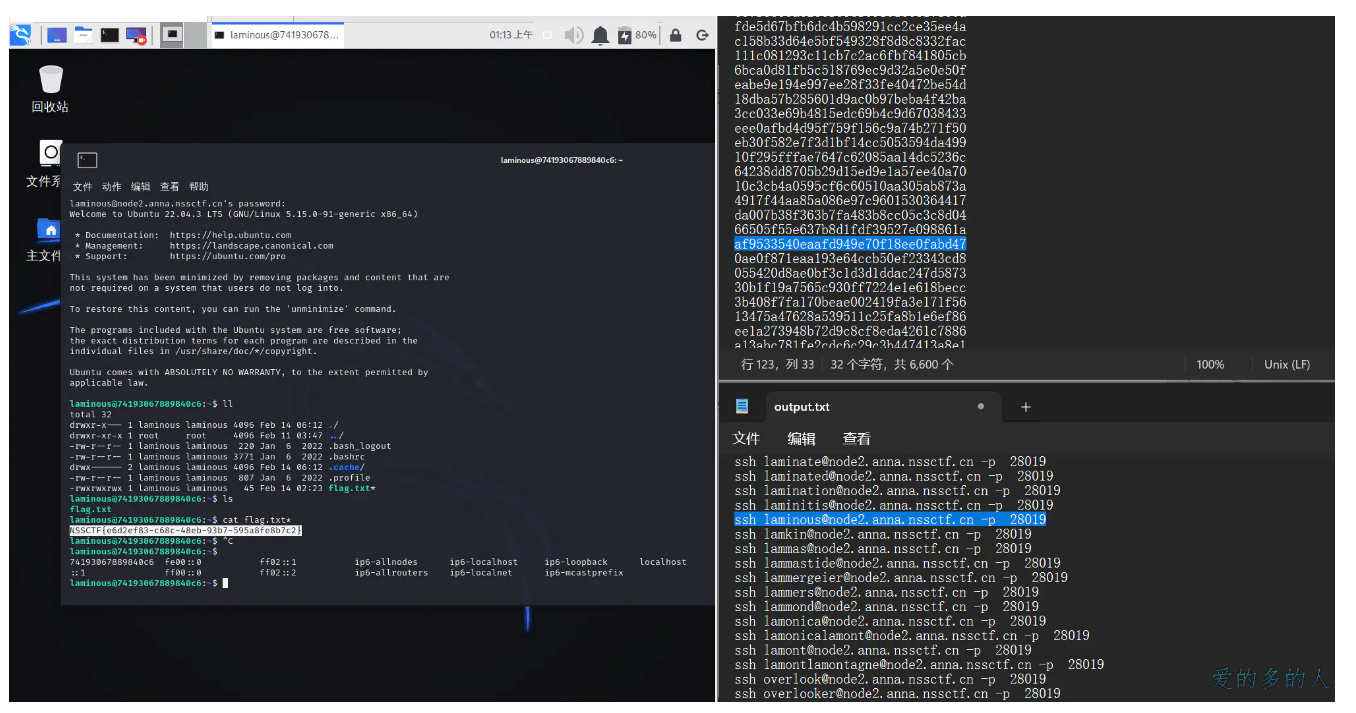 laminous@741930678...
01:13 上午
80%
回收站
文件系
主文件
laminous@74193067889840c6: ~
文件 动作 编辑 查看 帮助
laminous@node2.anna.nssctf.cn's password:
Welcome to Ubuntu 22.04.3 LTS (GNU/Linux 5.15.0-91-generic x86_64)
* Documentation: https://help.ubuntu.com
* Management: https://landscape.canonical.com
* Support: https://ubuntu.com/pro
This system has been minimized by removing packages and content that are
not required on a system that users do not log into.
To restore this content, you can run the 'unminimize' command.
The programs included with the Ubuntu system are free software;
the exact distribution terms for each program are described in the
individual files in /usr/share/doc/*/copyright.
Ubuntu comes with ABSOLUTELY NO WARRANTY, to the extent permitted by
applicable law.
laminous@74193067889840c6:~$ ll
total 32
drwxr-x--- 1 laminous laminous 4096 Feb 14 06:12 ./
drwxr-xr-x 1 root root 4096 Feb 11 03:47 ../
-rw-r--r-- 1 laminous laminous 220 Jan 6 2022 .bash_logout
-rw-r--r-- 1 laminous laminous 3771 Jan 6 2022 .bashrc
drwx------ 2 laminous laminous 4096 Feb 14 06:12 .cache/
-rw-r--r-- 1 laminous laminous 807 Jan 6 2022 .profile
-rwxrwxrwx 1 laminous laminous 45 Feb 14 02:23 flag.txt*
laminous@74193067889840c6:~$ ls
flag.txt
laminous@74193067889840c6:~$ cat flag.txt*
NSSCTF{e6d2ef83-c68c-48eb-93b7-595a8fe8b7c2}
laminous@74193067889840c6:~$ ^C
laminous@74193067889840c6:~$
74193067889840c6 fe00::0 ff02::1 ip6-allnodes ip6-localhost ip6-loopback localhost
::1 ff00::0 ff02::2 ip6-allrouters ip6-localnet ip6-mcastprefix
laminous@74193067889840c6:~$
fde5d67bfb6dc4b598291cc2ce35ee4a
c158b33d64e5bf549328f8d8c8332fac
111c081293c11cb7c2ac6fbf841805cb
6bca0d81fb5c518769ec9d32a5e0e50f
eabe9e194e997ee28f33fe40472be54d
18dba57b285601d9ac0b97beba4f42ba
3cc033e69b4815edc69b4c9d67038433
eee0afbd4d95f759f156c9a74b271f50
eb30f582e7f3d1bf14cc5053594da499
10f295fffae7647c62085aa14dc5236c
64238dd8705b29d15ed9e1a57ee40a70
10c3cb4a0595cf6c60510aa305ab873a
4917f44aa85a086e97c9601530364417
da007b38f363b7fa483b8cc05c3c8d04
66505f55e637b8d1fdf39527e098861a
af9533540eaafd949e70f18ee0fabd47
0ae0f871eaa193e64ccb50ef23343cd8
055420d8ae0bf3c1d3d1ddac247d5873
30b1f19a7565c930ff7224e1e618becc
3b408f7fa170beae002419fa3e171f56
13475a47628a539511c25fa8b1e6ef86
ee1a273948b72d9c8cf8eda4261c7886
a13abc781fe2cdc6c29c3b447413a8e1
行 123，列 33 32 个字符，共 6,600 个 100% Unix (LF)
output.txt
文件 编辑 查看
ssh laminate@node2.anna.nssctf.cn -p 28019
ssh laminated@node2.anna.nssctf.cn -p 28019
ssh lamination@node2.anna.nssctf.cn -p 28019
ssh laminitis@node2.anna.nssctf.cn -p 28019
ssh laminous@node2.anna.nssctf.cn -p 28019
ssh lamkin@node2.anna.nssctf.cn -p 28019
ssh lammas@node2.anna.nssctf.cn -p 28019
ssh lammastide@node2.anna.nssctf.cn -p 28019
ssh lammergeier@node2.anna.nssctf.cn -p 28019
ssh lammers@node2.anna.nssctf.cn -p 28019
ssh lammond@node2.anna.nssctf.cn -p 28019
ssh lamonica@node2.anna.nssctf.cn -p 28019
ssh lamonicalamont@node2.anna.nssctf.cn -p 28019
ssh lamont@node2.anna.nssctf.cn -p 28019
ssh lamontlamontagne@node2.anna.nssctf.cn -p 28019
ssh overlook@node2.anna.nssctf.cn -p 28019
ssh overlooker@node2.anna.nssctf.cn -p 28019
爱的多的人